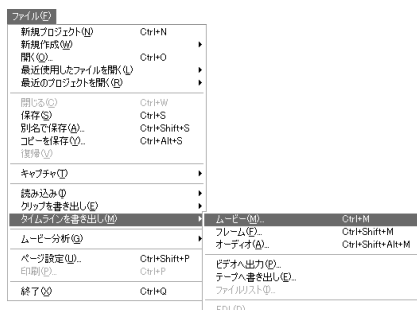 ファイル(F)
新規プロジェクト(N) Ctrl+N
新規作成(W)
開く(O)... Ctrl+O
最近使用したファイルを開く(L)
最近のプロジェクトを開く(R)
閉じる(C) Ctrl+W
保存(S) Ctrl+S
別名で保存(A)... Ctrl+Shift+S
コピーを保存(Y)... Ctrl+Alt+S
復帰(V)
キャプチャ(T)
読み込み(I)
クリップを書き出し(E)
タイムラインを書き出し(M)
ムービー(M)... Ctrl+M
フレーム(F)... Ctrl+Shift+M
オーディオ(A)... Ctrl+Shift+Alt+M
ムービー分析(G)
ページ設定(U)... Ctrl+Shift+P
ビデオへ出力(P)...
印刷(P)... Ctrl+P
テープへ書き出し(E)...
ファイルリスト(I)...
終了(X) Ctrl+Q
EDL(D)